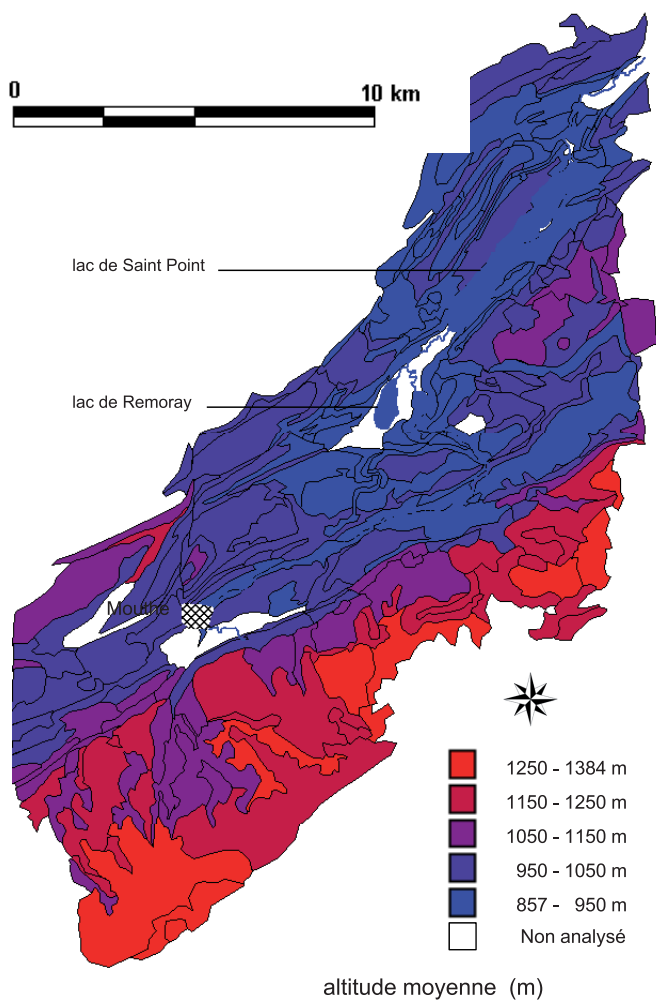 0 10 km
lac de Saint Point
lac de Remoray
Mouthe
1250 - 1384 m
1150 - 1250 m
1050 - 1150 m
950 - 1050 m
857 - 950 m
Non analysé
altitude moyenne (m)